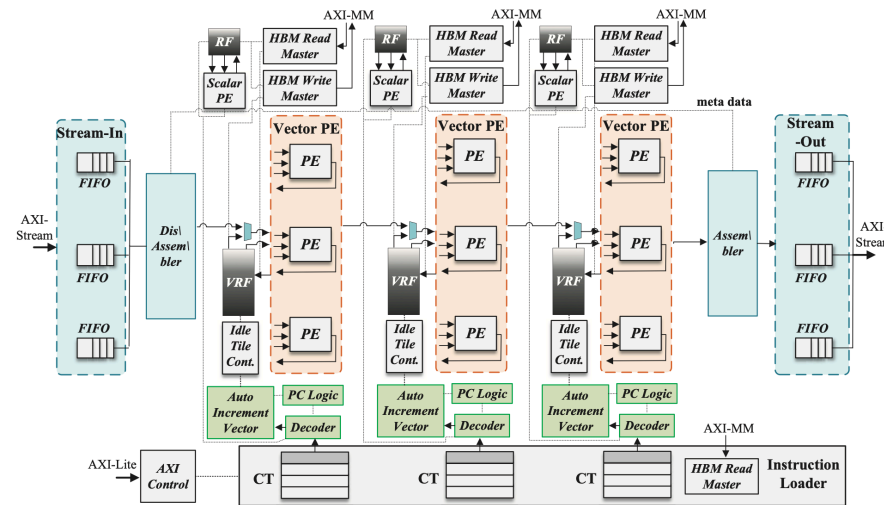 AXI-MM
AXI-MM
AXI-MM
RF
HBM Read
Master
RF
HBM Read
Master
RF
HBM Read
Master
Scalar
PE
HBM Write
Master
Scalar
PE
HBM Write
Master
Scalar
PE
HBM Write
Master
meta data
Stream-In
Vector PE
Vector PE
Vector PE
Stream
-Out
FIFO
PE
PE
PE
FIFO
AXI-
Stream
Dis\
Assem\
bler
FIFO
PE
PE
PE
Assem\
bler
FIFO
AXI
Stream
VRF
VRF
VRF
FIFO
Idle
Tile
Cont.
PE
Idle
Tile
Cont.
PE
Idle
Tile
Cont.
PE
FIFO
Auto
Increment
Vector
PC Logic
Decoder
Auto
Increment
Vector
PC Logic
Decoder
Auto
Increment
Vector
PC Logic
Decoder
AXI-MM
AXI-Lite
AXI
Control
CT
CT
CT
HBM Read
Master
Instruction
Loader